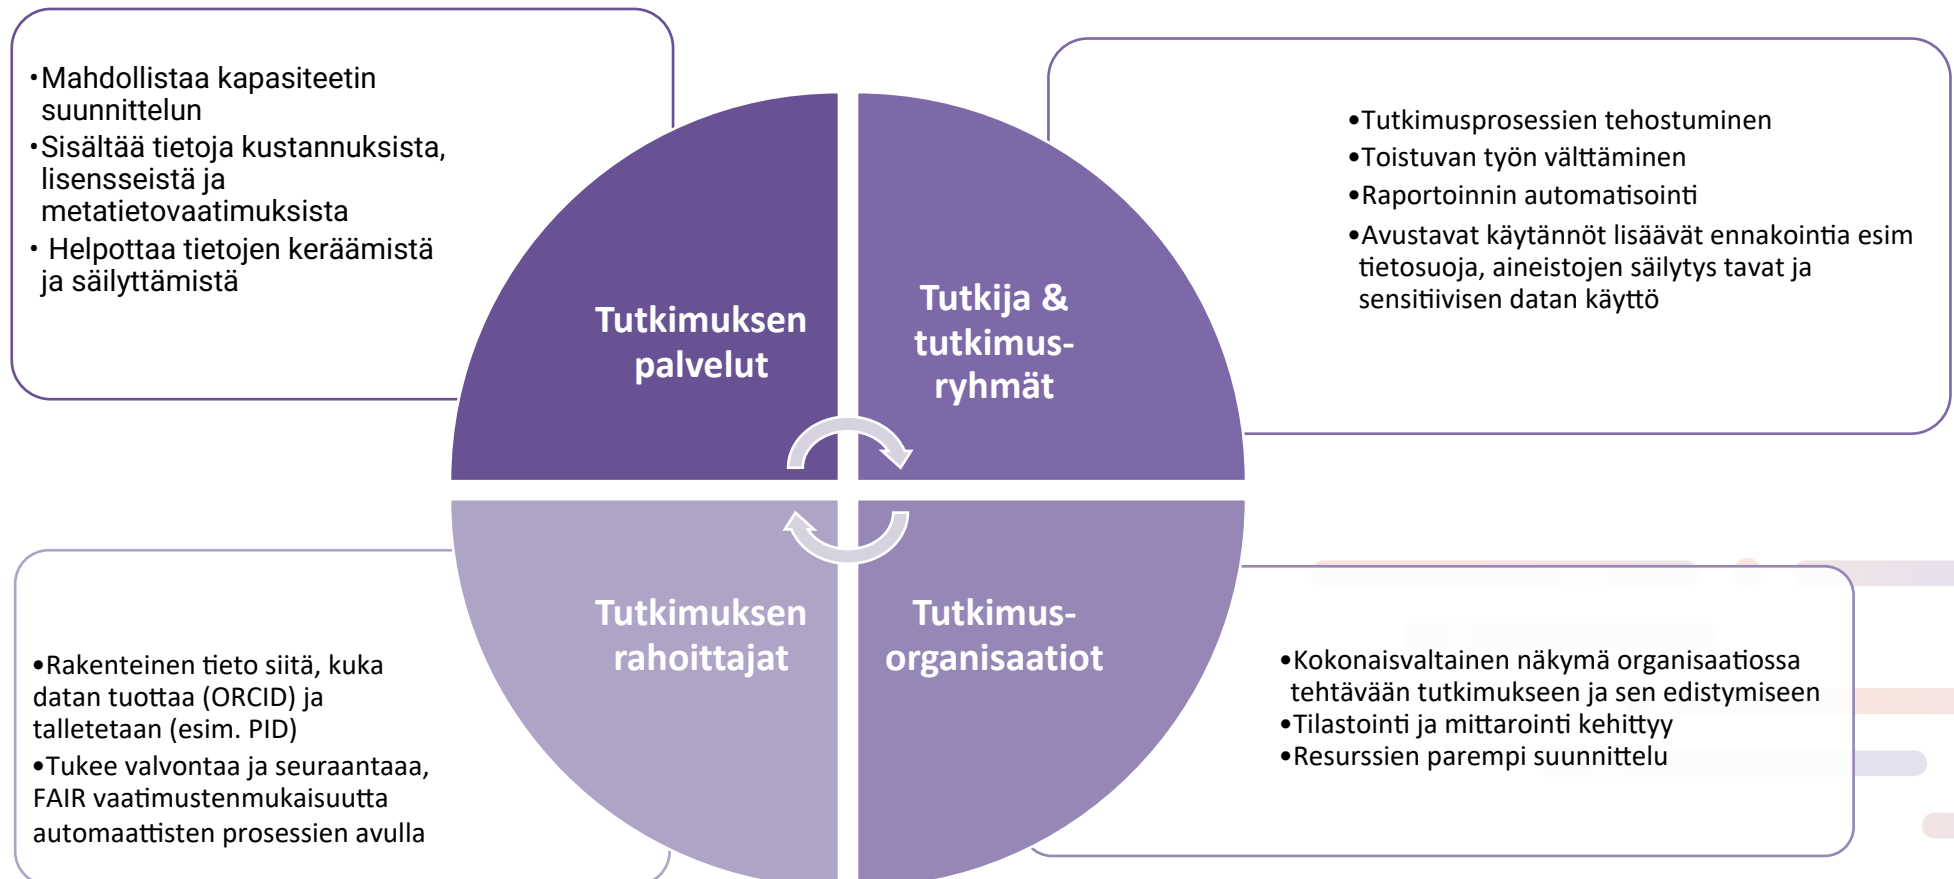 •Mahdollistaa kapasiteetin
suunnittelun
•Sisältää tietoja kustannuksista,
lisensseistä ja
metatietovaatimuksista
• Helpottaa tietojen keräämistä
ja säilyttämistä
•Tutkimusprosessien tehostuminen
•Toistuvan työn välttäminen
•Raportoinnin automatisointi
•Avustavat käytännöt lisäävät ennakointia esim
tietosuoja, aineistojen säilytys tavat ja
sensitiivisen datan käyttö
Tutkimuksen
palvelut
Tutkija &
tutkimus-
ryhmät
Tutkimuksen
rahoittajat
Tutkimus-
organisaatiot
•Rakenteinen tieto siitä, kuka
datan tuottaa (ORCID) ja
talletetaan (esim. PID)
•Tukee valvontaa ja seuraantaaa,
FAIR vaatimustenmukaisuutta
automaattisten prosessien avulla
•Kokonaisvaltainen näkymä organisaatiossa
tehtävään tutkimukseen ja sen edistymiseen
•Tilastointi ja mittarointi kehittyy
•Resurssien parempi suunnittelu